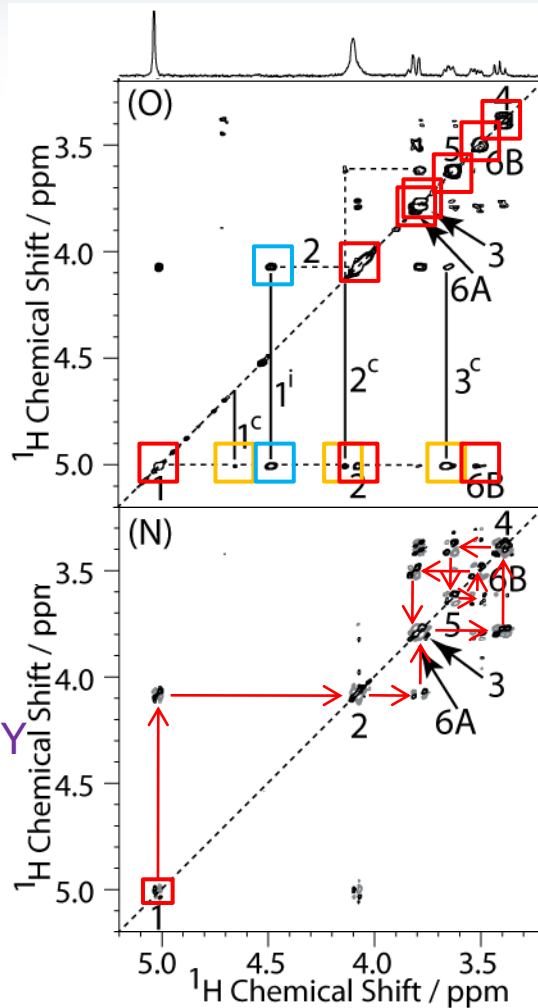 (O)
4
3.5
5
6B
2
3
4.0
6A
4.5
1ⁱ
2ᶜ
3ᶜ
1ᶜ
5.0
1
2
6B
¹H Chemical Shift / ppm
(N)
4
3.5
6B
5
3
4.0
2
6A
Y
4.5
5.0
1
¹H Chemical Shift / ppm
5.0 4.5 4.0 3.5
¹H Chemical Shift / ppm